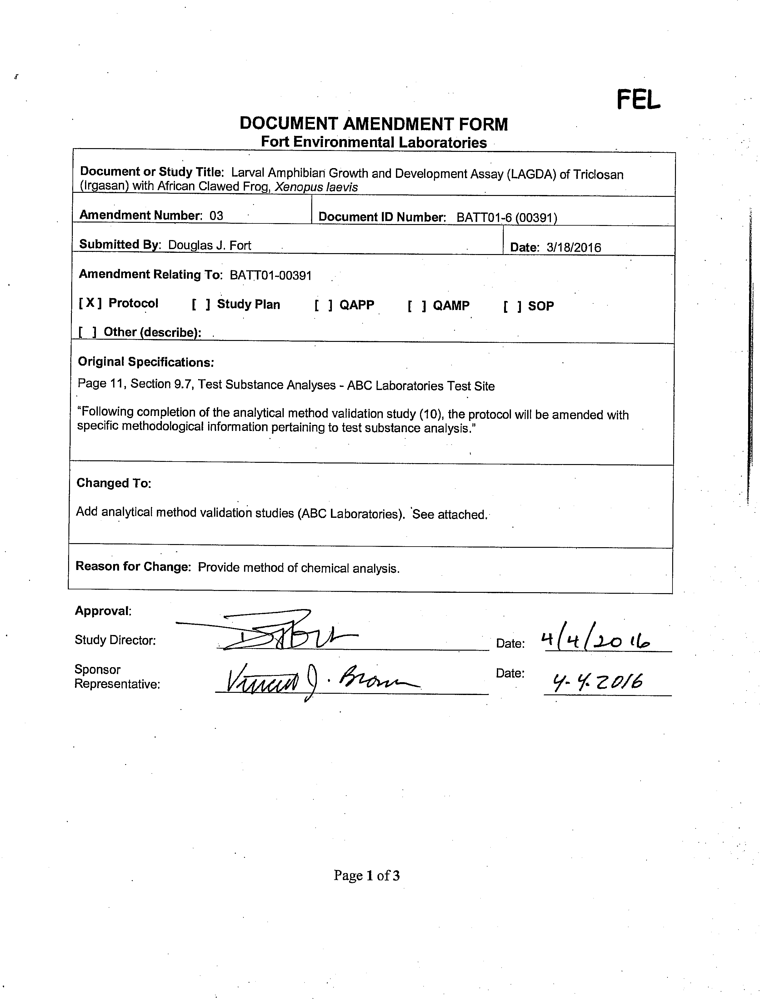 FEL
DOCUMENT AMENDMENT FORM
Fort Environmental Laboratories
Document or Study Title: Larval Amphibian Growth and Development Assay (LAGDA) of Triclosan
(Irgasan) with African Clawed Frog, Xenopus laevis
Amendment Number: 03 Document ID Number: BATT01-6 (00391)
Submitted By: Douglas J. Fort Date: 3/18/2016
Amendment Relating To: BATT01-00391
[X] Protocol [ ] Study Plan [ ] QAPP [ ] QAMP [ ] SOP
[ ] Other (describe):
Original Specifications:
Page 11, Section 9.7, Test Substance Analyses - ABC Laboratories Test Site
“Following completion of the analytical method validation study (10), the protocol will be amended with
specific methodological information pertaining to test substance analysis.”
Changed To:
Add analytical method validation studies (ABC Laboratories). See attached.
Reason for Change: Provide method of chemical analysis.
Approval:
Study Director: Date: 4/4/2016
Sponsor
Representative: Vincent J. Brown Date: 4-4-2016
Page 1 of 3